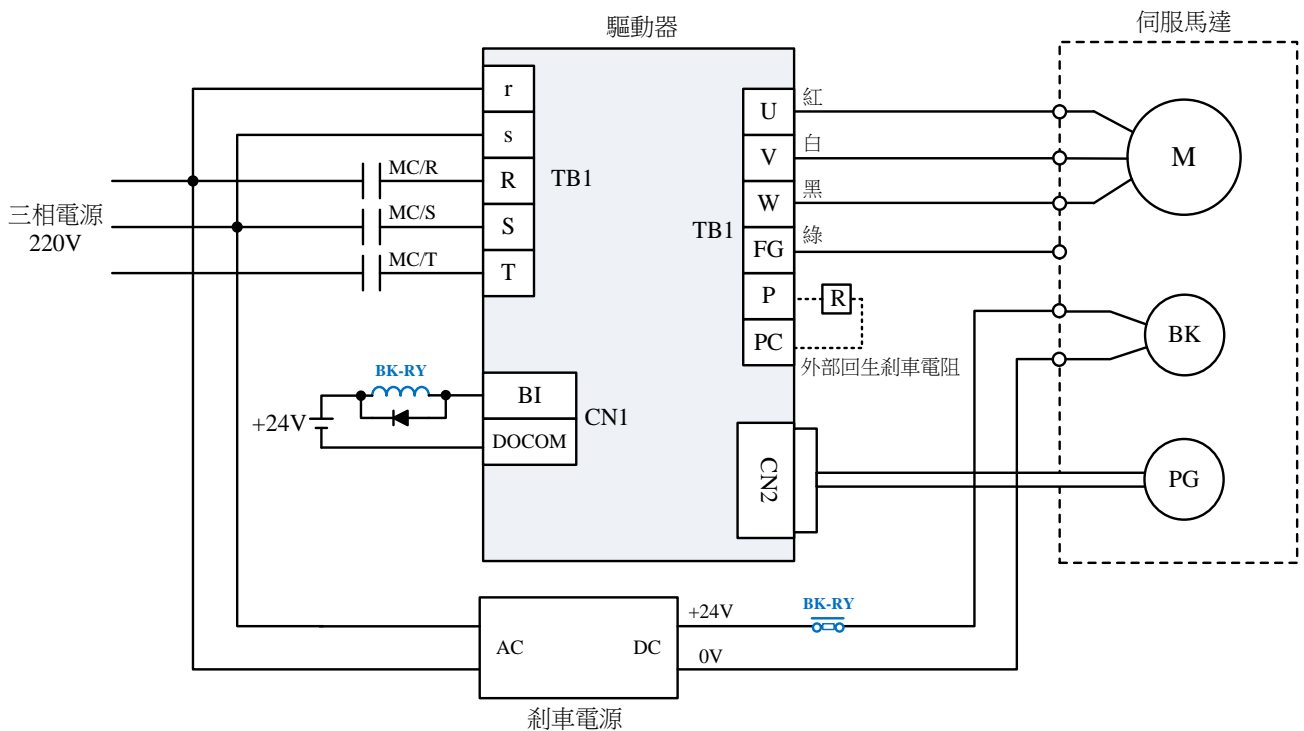 伺服馬達
驅動器
r
s
R
S
T
TB1
MC/R
MC/S
MC/T
三相電源
220V
U
V
W
FG
P
PC
TB1
紅
白
黑
綠
R
外部回生剎車電阻
M
BK
PG
BK-RY
+24V
BI
DOCOM
CN1
CN2
AC
DC
+24V
0V
BK-RY
剎車電源